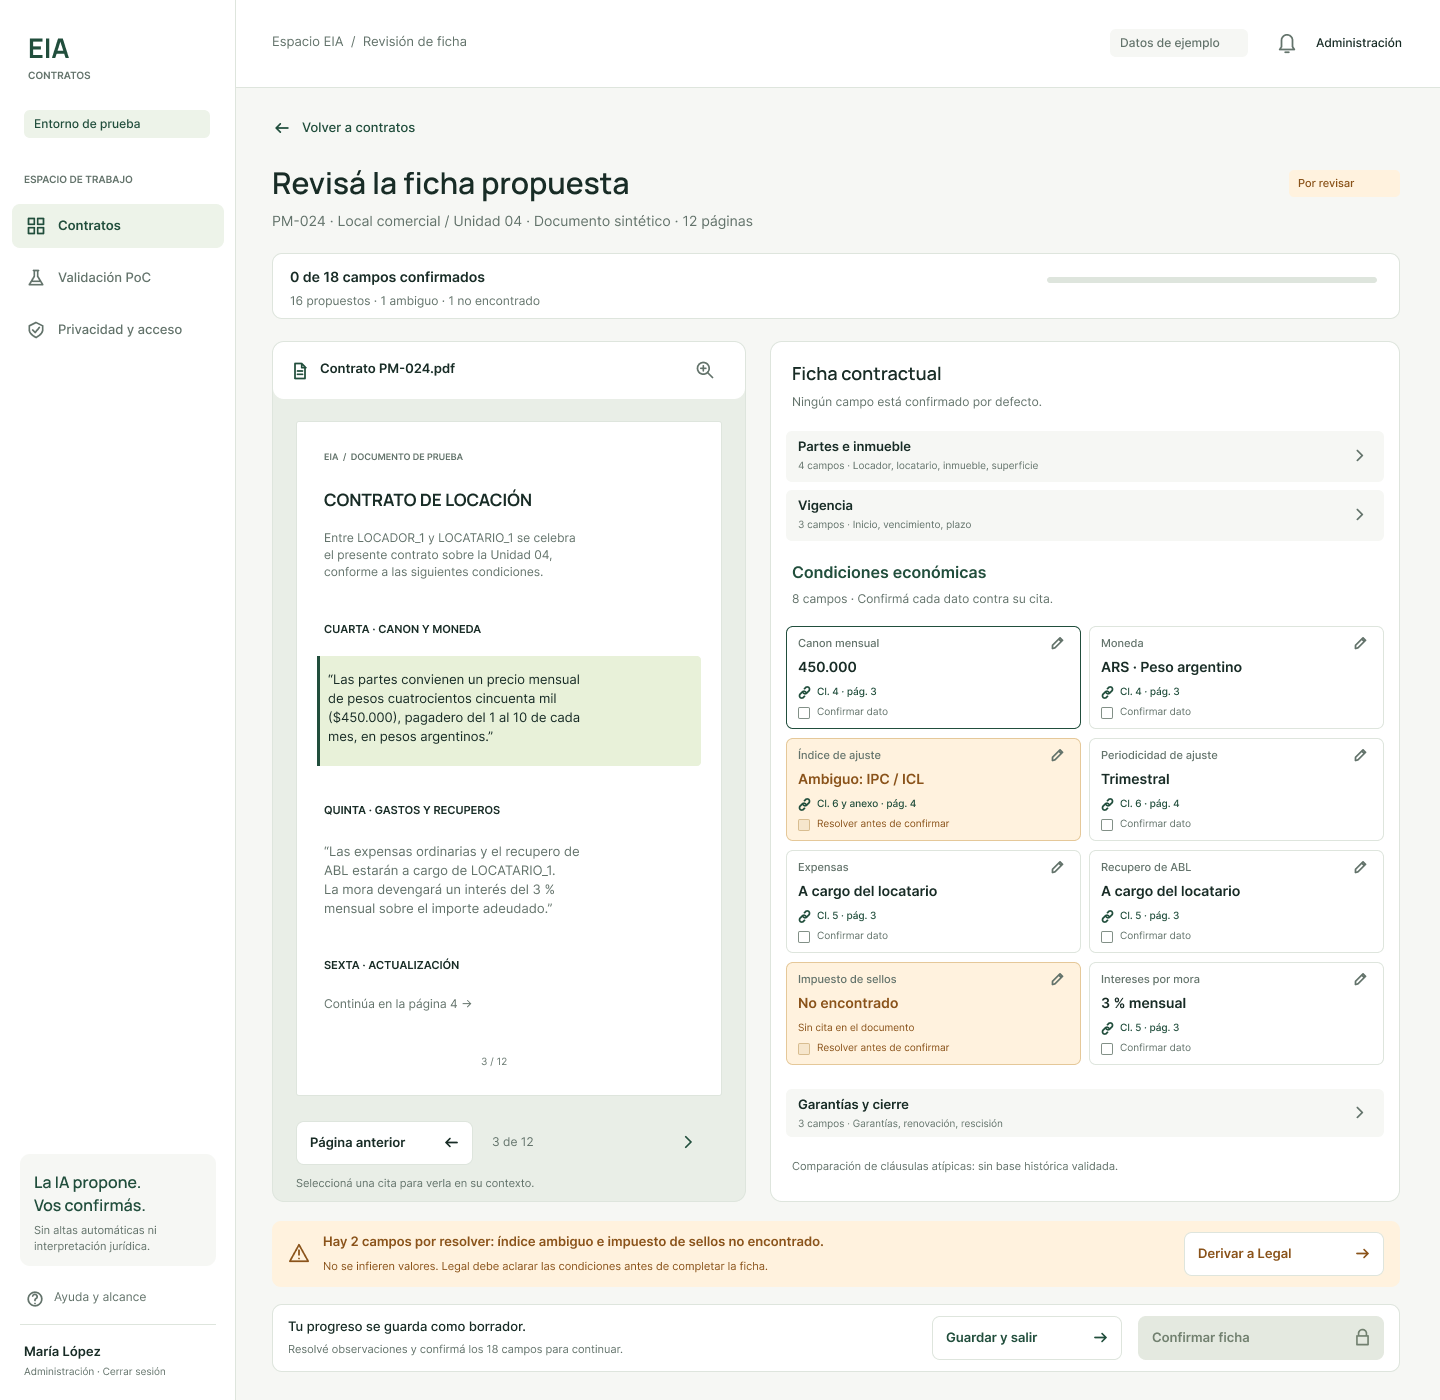 EIA
CONTRATOS
Entorno de prueba
ESPACIO DE TRABAJO
Contratos
Validación PoC
Privacidad y acceso
La IA propone.
Vos confirmás.
Sin altas automáticas ni
interpretación jurídica.
Ayuda y alcance
María López
Administración · Cerrar sesión
Espacio EIA / Revisión de ficha
Datos de ejemplo
Administración
← Volver a contratos
Revisá la ficha propuesta
Por revisar
PM-024 · Local comercial / Unidad 04 · Documento sintético · 12 páginas
0 de 18 campos confirmados
16 propuestos · 1 ambiguo · 1 no encontrado
Contrato PM-024.pdf
EIA / DOCUMENTO DE PRUEBA
CONTRATO DE LOCACIÓN
Entre LOCADOR_1 y LOCATARIO_1 se celebra
el presente contrato sobre la Unidad 04,
conforme a las siguientes condiciones.
CUARTA · CANON Y MONEDA
“Las partes convienen un precio mensual
de pesos cuatrocientos cincuenta mil
($450.000), pagadero del 1 al 10 de cada
mes, en pesos argentinos.”
QUINTA · GASTOS Y RECUPEROS
“Las expensas ordinarias y el recupero de
ABL estarán a cargo de LOCATARIO_1.
La mora devengará un interés del 3 %
mensual sobre el importe adeudado.”
SEXTA · ACTUALIZACIÓN
Continúa en la página 4 →
3 / 12
Página anterior ←
3 de 12
Seleccioná una cita para verla en su contexto.
Ficha contractual
Ningún campo está confirmado por defecto.
Partes e inmueble
4 campos · Locador, locatario, inmueble, superficie
Vigencia
3 campos · Inicio, vencimiento, plazo
Condiciones económicas
8 campos · Confirmá cada dato contra su cita.
Canon mensual
450.000
Cl. 4 · pág. 3
Confirmar dato
Moneda
ARS · Peso argentino
Cl. 4 · pág. 3
Confirmar dato
Índice de ajuste
Ambiguo: IPC / ICL
Cl. 6 y anexo · pág. 4
Resolver antes de confirmar
Periodicidad de ajuste
Trimestral
Cl. 6 · pág. 4
Confirmar dato
Expensas
A cargo del locatario
Cl. 5 · pág. 3
Confirmar dato
Recupero de ABL
A cargo del locatario
Cl. 5 · pág. 3
Confirmar dato
Impuesto de sellos
No encontrado
Sin cita en el documento
Resolver antes de confirmar
Intereses por mora
3 % mensual
Cl. 5 · pág. 3
Confirmar dato
Garantías y cierre
3 campos · Garantías, renovación, rescisión
Comparación de cláusulas atípicas: sin base histórica validada.
Hay 2 campos por resolver: índice ambiguo e impuesto de sellos no encontrado.
No se infieren valores. Legal debe aclarar las condiciones antes de completar la ficha.
Derivar a Legal →
Tu progreso se guarda como borrador.
Resolvé observaciones y confirmá los 18 campos para continuar.
Guardar y salir →
Confirmar ficha